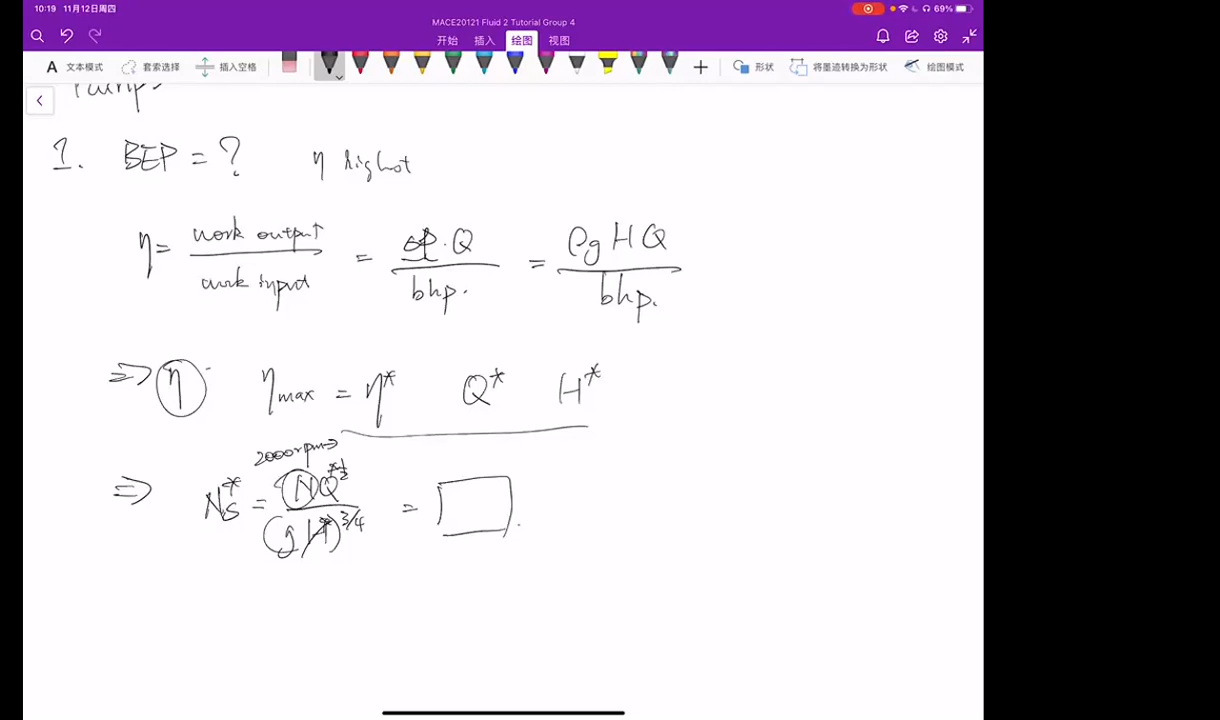 10:19 11月12日周四
69%
MACE20121 Fluid 2 Tutorial Group 4
开始 插入 绘图 视图
文本模式 套索选择 插入空格 形状 将墨迹转换为形状 绘图模式
1. BEP = ? η highest
η = work output / work input = Δp·Q / bhp. = ρgHQ / bhp.
⇒ η ηmax = η* Q* H*
2000rpm→
⇒ Ns* = NQ*^1/2 / (gH*)^3/4 = □